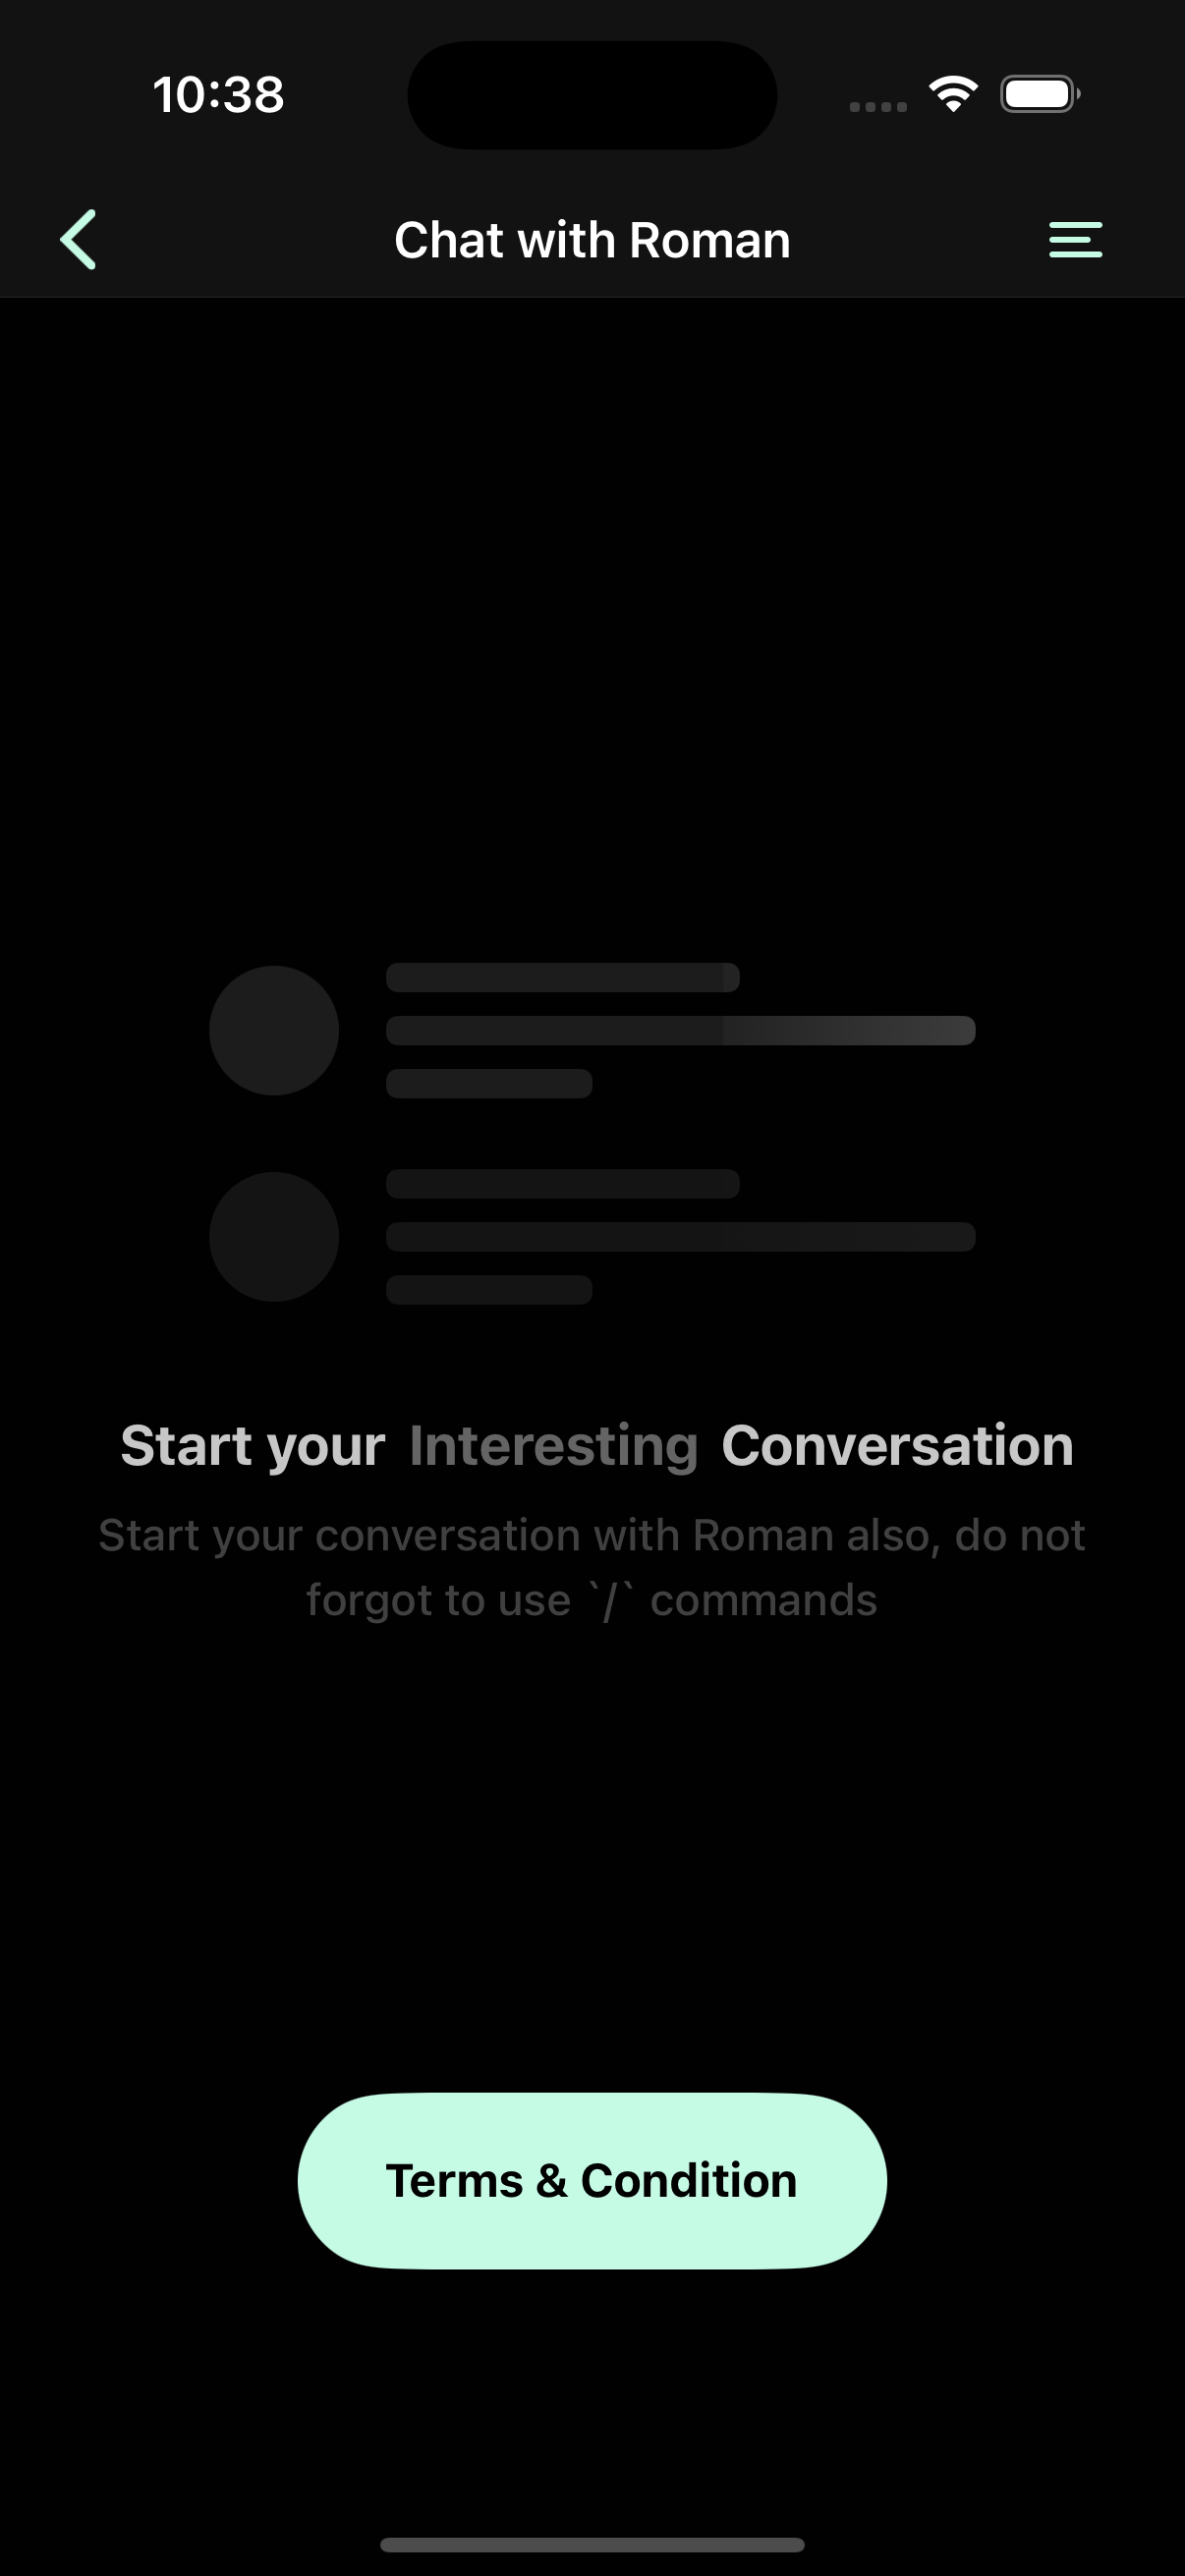 10:38
Chat with Roman
Start your Interesting Conversation
Start your conversation with Roman also, do not
forgot to use `/` commands
Terms & Condition